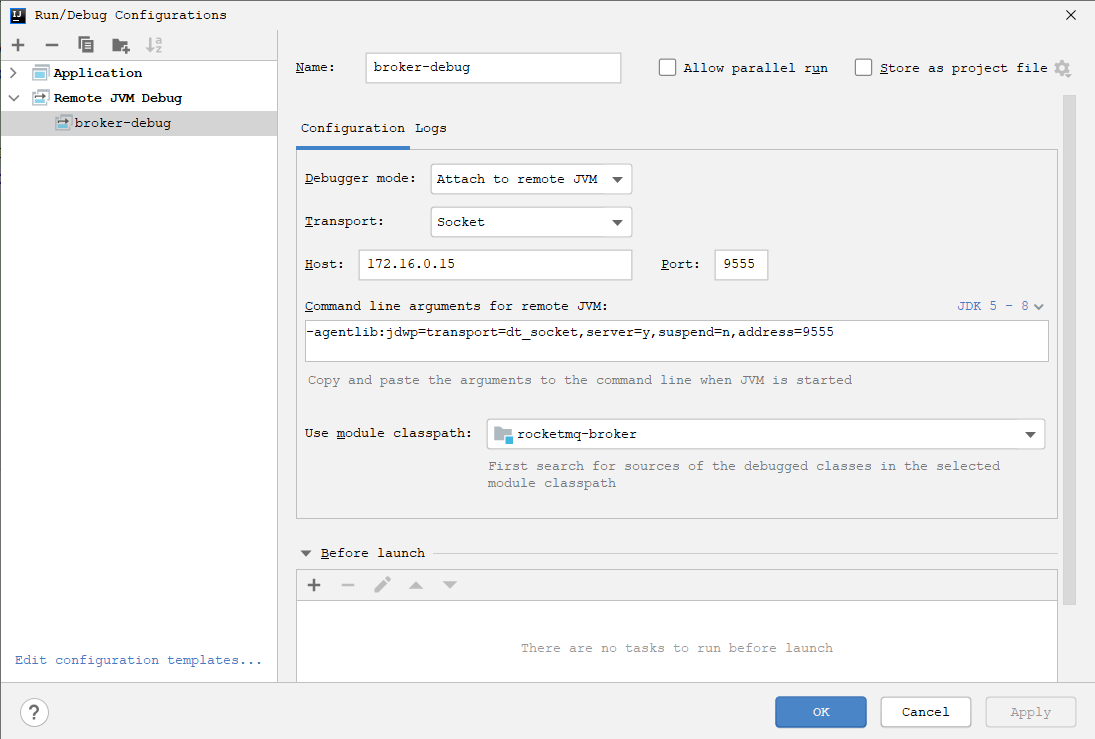 Run/Debug Configurations
Application
Remote JVM Debug
broker-debug
Name: broker-debug Allow parallel run Store as project file
Configuration Logs
Debugger mode: Attach to remote JVM
Transport: Socket
Host: 172.16.0.15 Port: 9555
Command line arguments for remote JVM: JDK 5 - 8
-agentlib:jdwp=transport=dt_socket,server=y,suspend=n,address=9555
Copy and paste the arguments to the command line when JVM is started
Use module classpath: rocketmq-broker
First search for sources of the debugged classes in the selected
module classpath
Before launch
There are no tasks to run before launch
Edit configuration templates...
? OK Cancel Apply